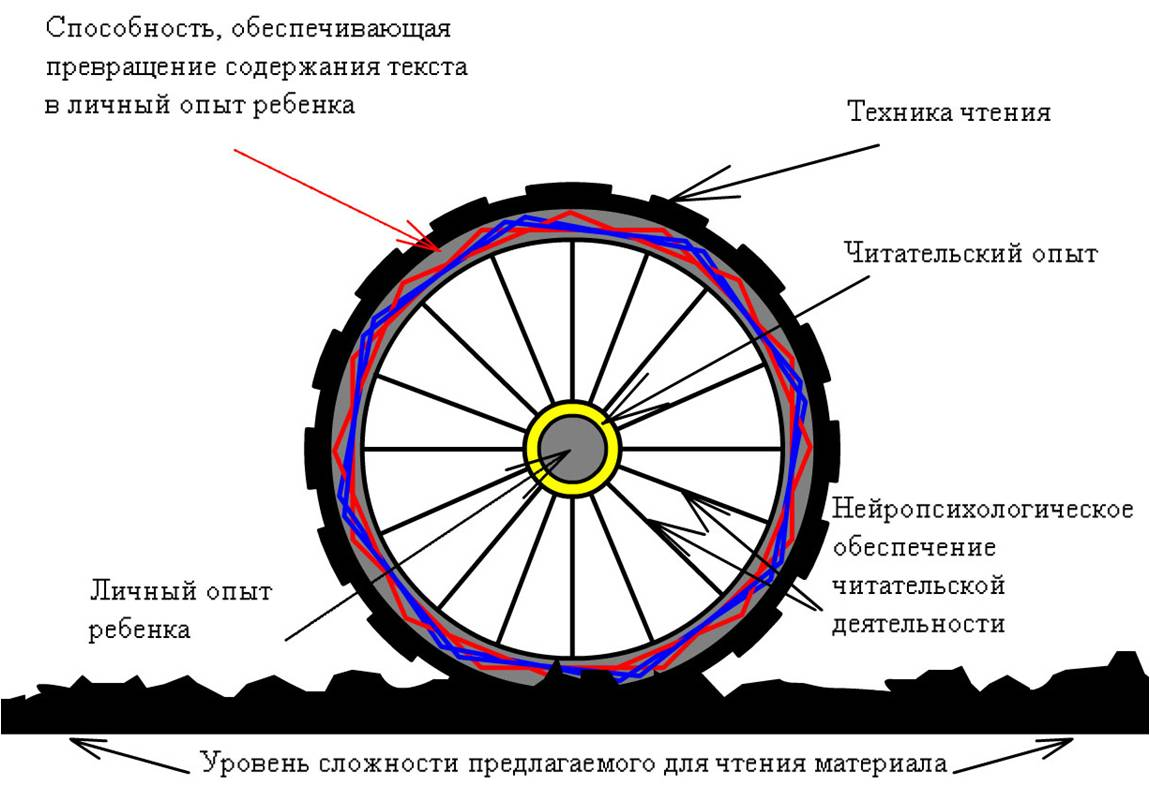 Способность, обеспечивающая
превращение содержания текста
в личный опыт ребенка
Техника чтения
Читательский опыт
Нейропсихологическое
обеспечение
читательской
деятельности
Личный опыт
ребенка
Уровень сложности предлагаемого для чтения материала